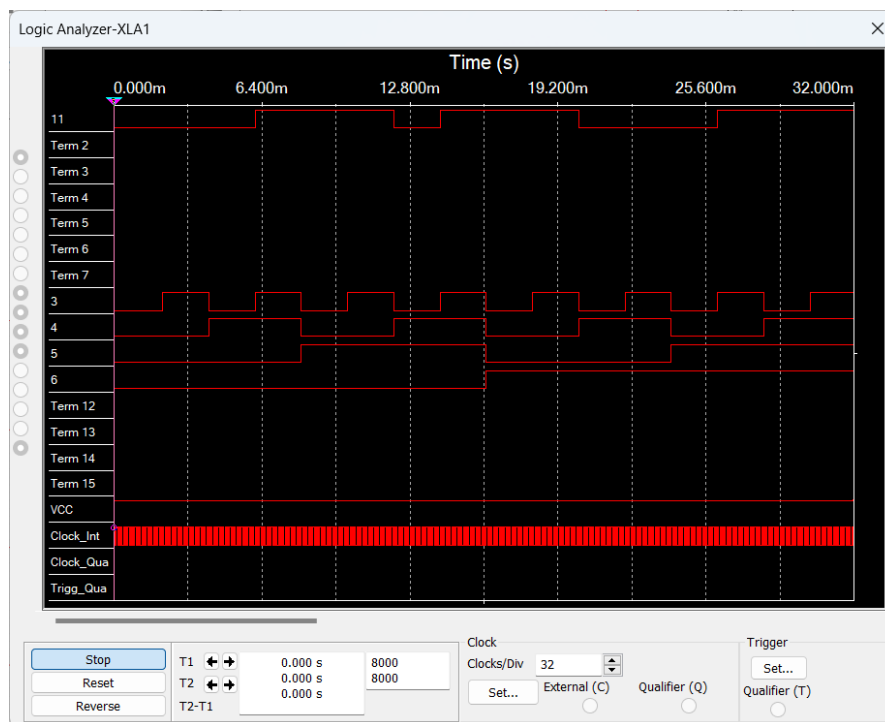 Logic Analyzer-XLA1
Time (s)
0.000m 6.400m 12.800m 19.200m 25.600m 32.000m
11
Term 2
Term 3
Term 4
Term 5
Term 6
Term 7
3
4
5
6
Term 12
Term 13
Term 14
Term 15
VCC
Clock_Int
Clock_Qua
Trigg_Qua
Stop
Reset
Reverse
T1 0.000 s 8000
T2 0.000 s 8000
T2-T1 0.000 s
Clock
Clocks/Div 32
Set... External (C) Qualifier (Q)
Trigger
Set...
Qualifier (T)